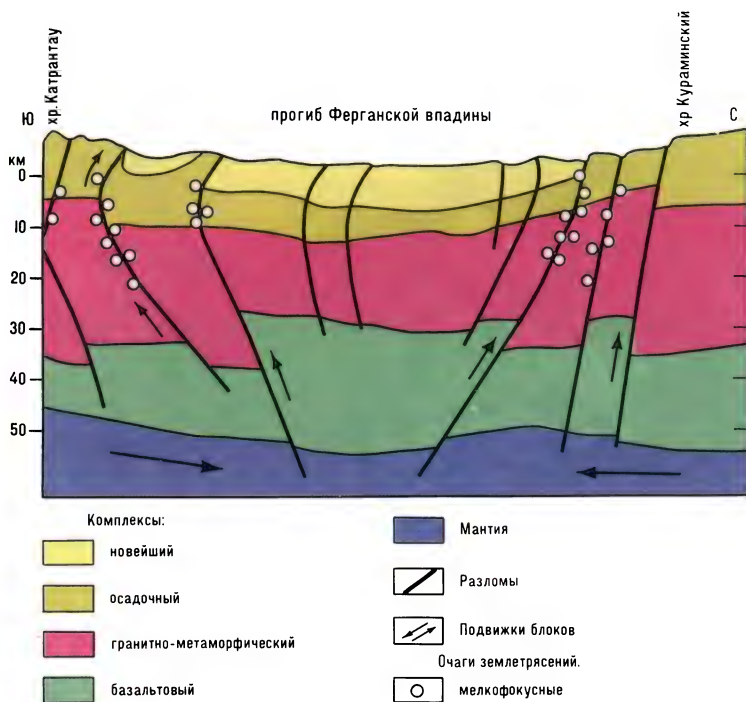 хр. Катрантау
хр Кураминский
Ю
прогиб Ферганской впадины
С
км
0
10
20
30
40
50
Комплексы:
новейший
осадочный
гранитно-метаморфический
базальтовый
Мантия
Разломы
Подвижки блоков
Очаги землетрясений.
мелкофокусные